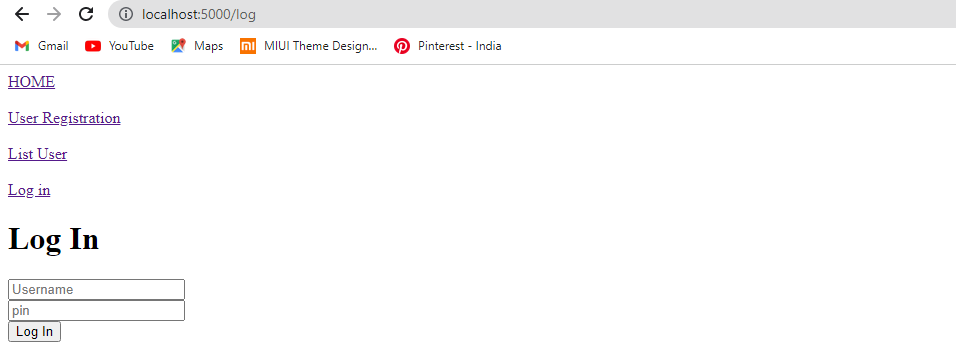 localhost:5000/log
Gmail YouTube Maps MIUI Theme Design... Pinterest - India
HOME
User Registration
List User
Log in
Log In
Username
pin
Log In